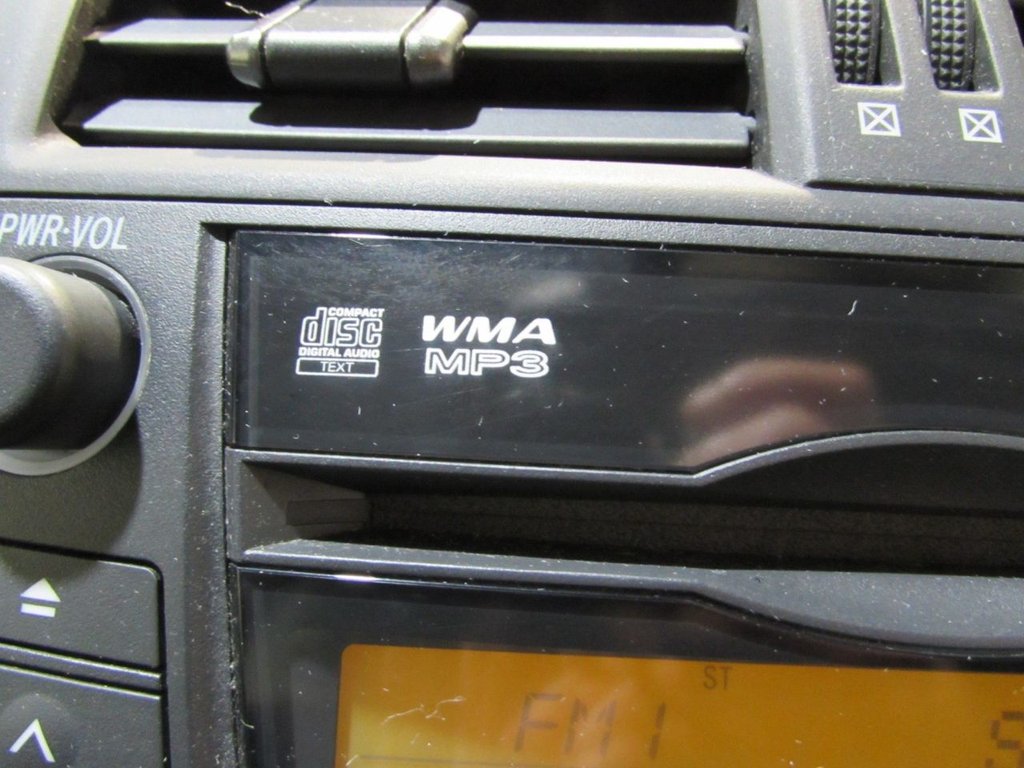 PWR·VOL
COMPACT
disc
DIGITAL AUDIO
TEXT
WMA
MP3
ST
FM1